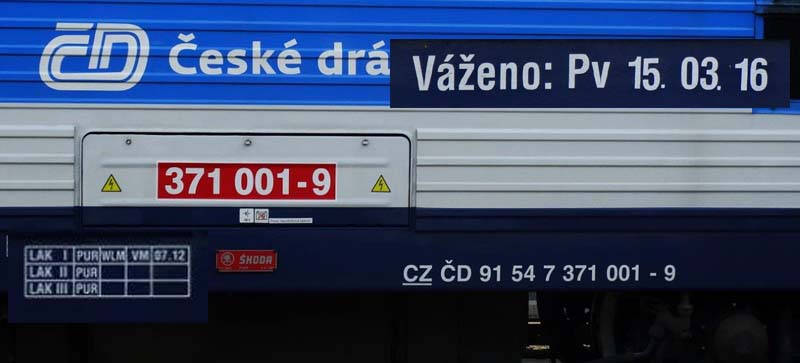 ČD České drá
Vážено: Pv 15. 03. 16
371 001-9
LAK I PUR WLM VM 07.12
LAK II PUR
LAK III PUR
ŠKODA
CZ ČD 91 54 7 371 001 - 9